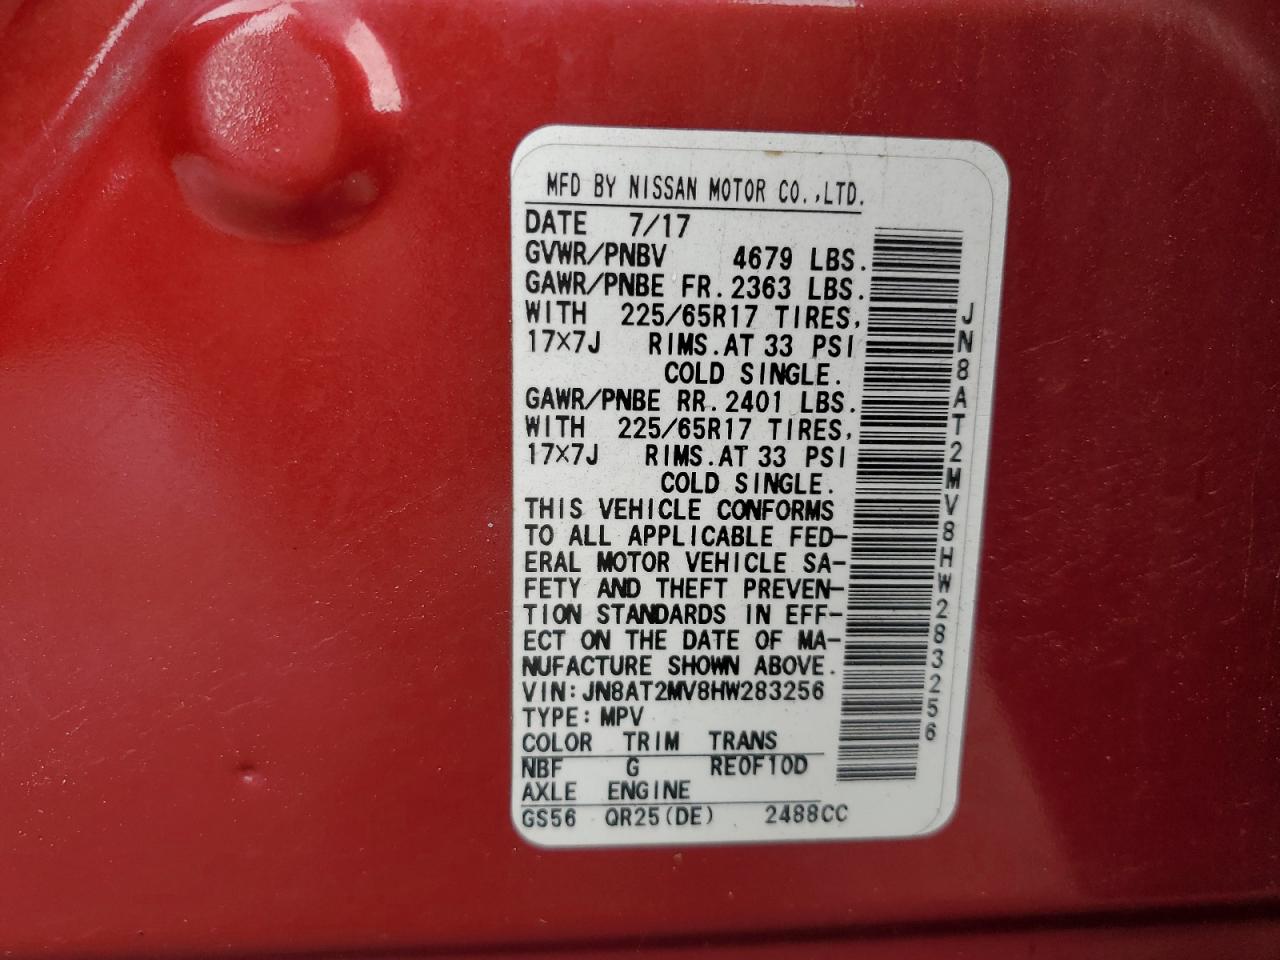 MFD BY NISSAN MOTOR CO.,LTD.
DATE 7/17
GVWR/PNBV 4679 LBS.
GAWR/PNBE FR.2363 LBS.
WITH 225/65R17 TIRES,
17×7J RIMS.AT 33 PSI
COLD SINGLE.
GAWR/PNBE RR.2401 LBS.
WITH 225/65R17 TIRES,
17×7J RIMS.AT 33 PSI
COLD SINGLE.
THIS VEHICLE CONFORMS
TO ALL APPLICABLE FED-
ERAL MOTOR VEHICLE SA-
FETY AND THEFT PREVEN-
TION STANDARDS IN EFF-
ECT ON THE DATE OF MA-
NUFACTURE SHOWN ABOVE.
VIN:JN8AT2MV8HW283256
TYPE:MPV
COLOR TRIM TRANS
NBF G RE0F10D
AXLE ENGINE
GS56 QR25(DE) 2488CC
JN8AT2MV8HW283256